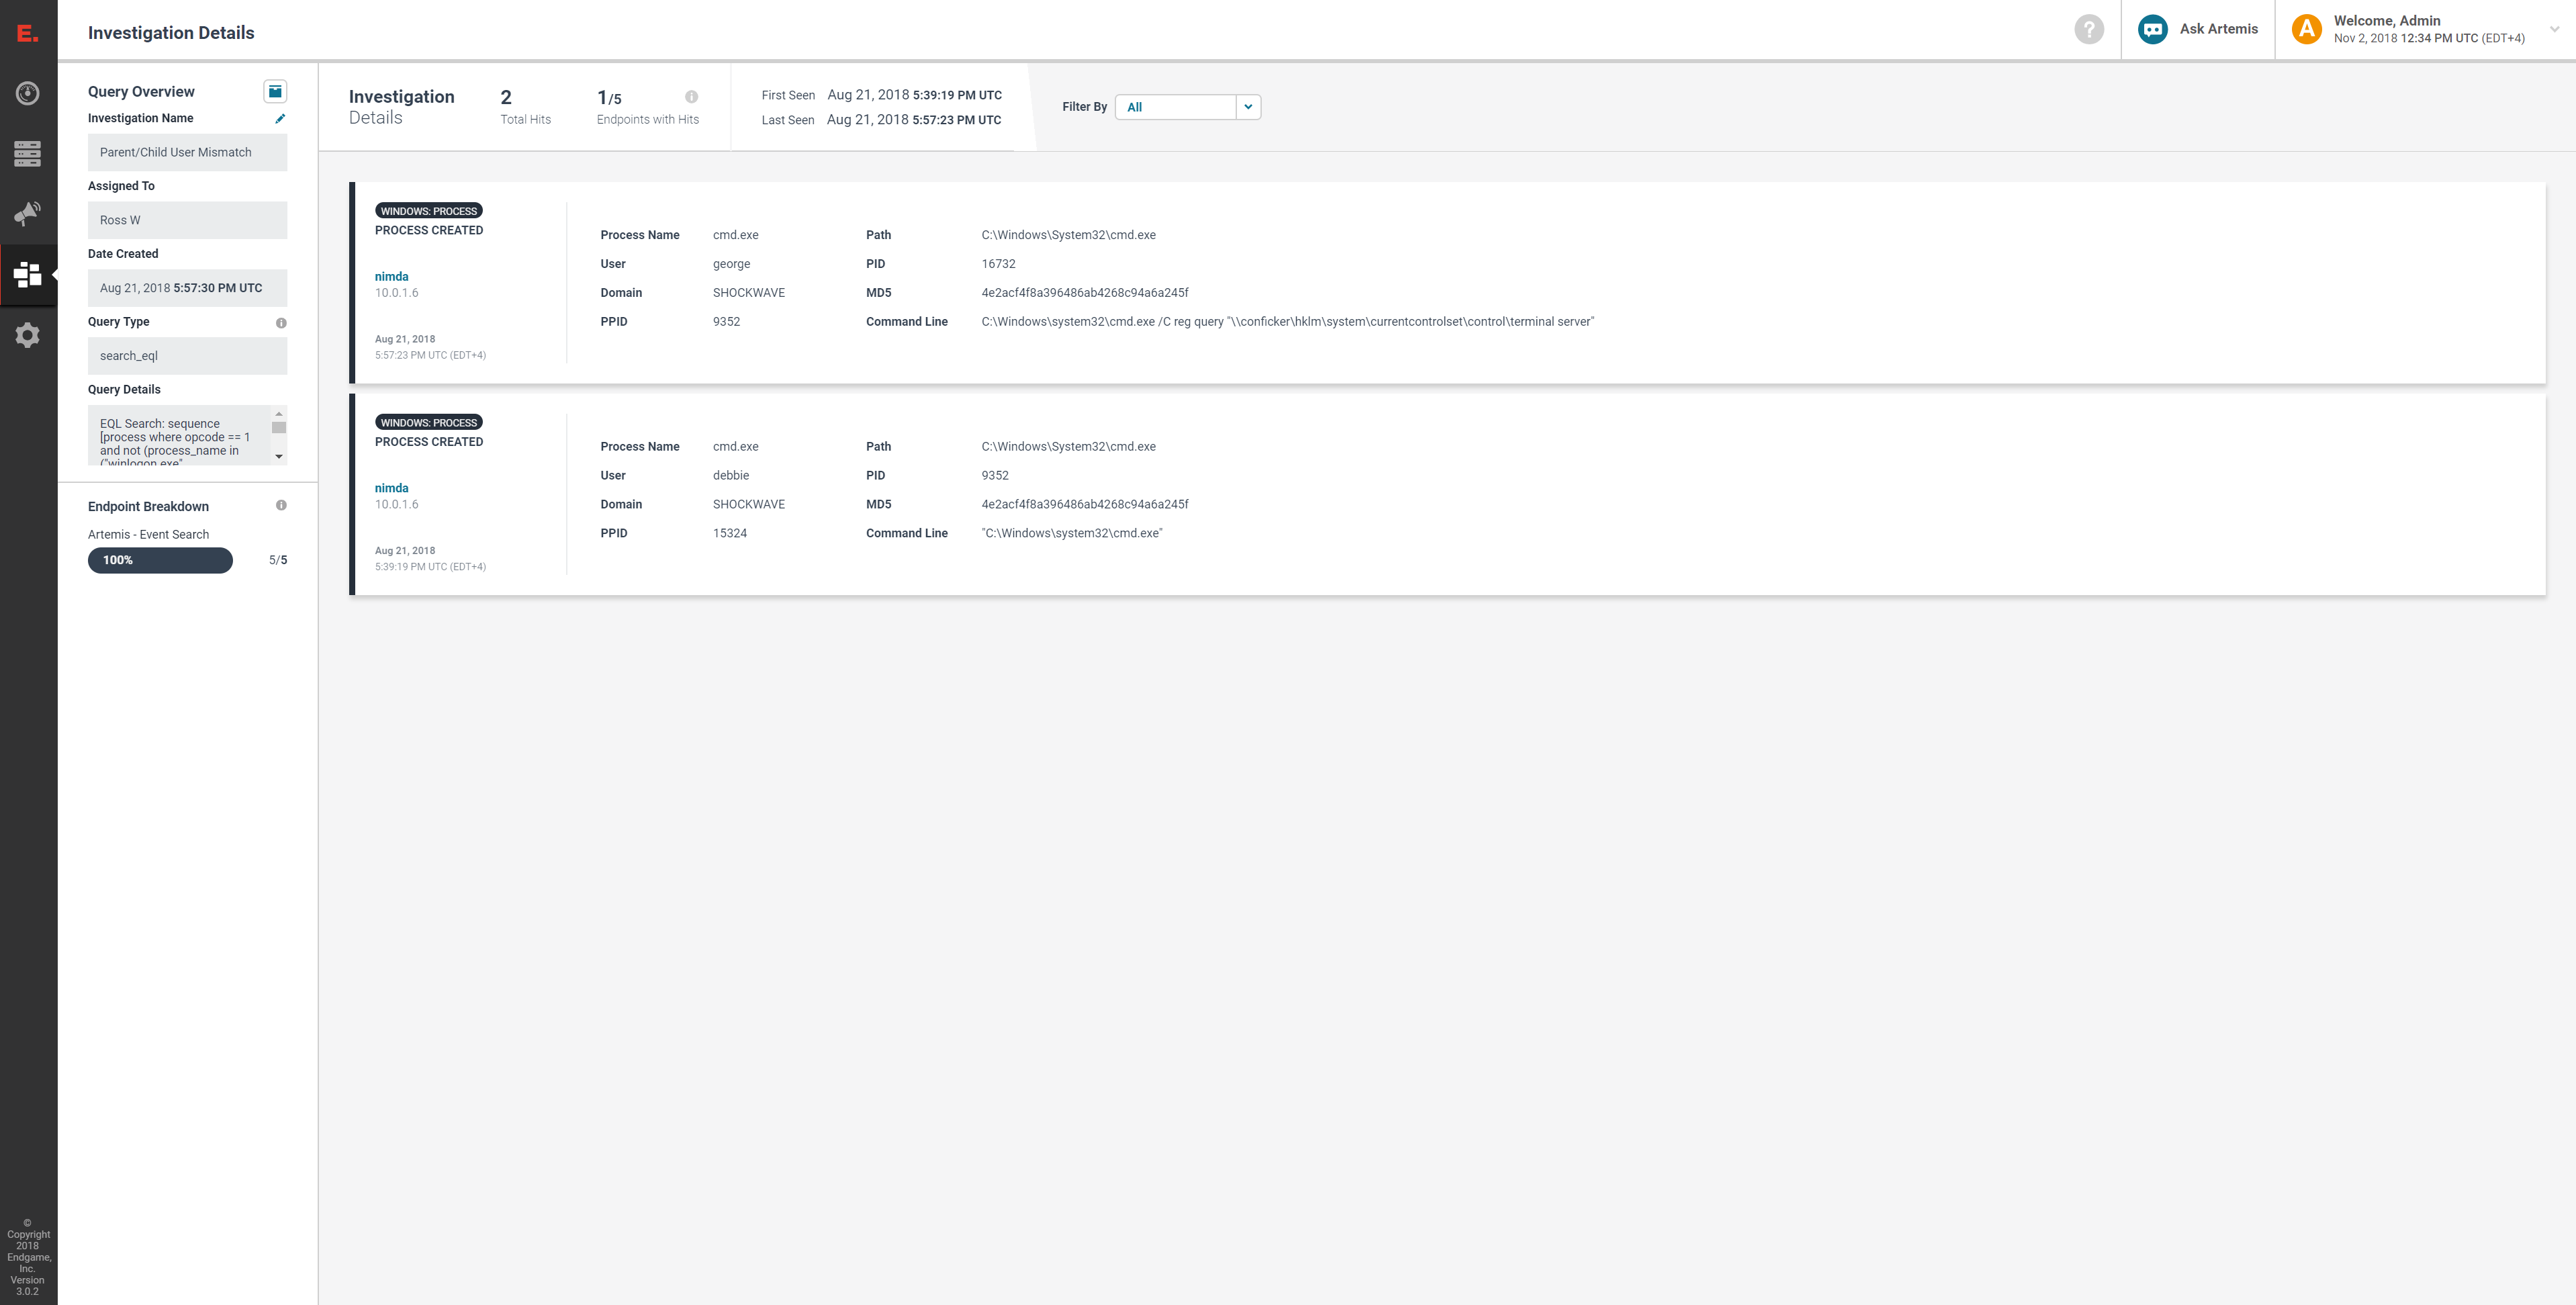 E.
Investigation Details
?
Ask Artemis
A
Welcome, Admin
Nov 2, 2018 12:34 PM UTC (EDT+4)
Query Overview
Investigation Name
Parent/Child User Mismatch
Assigned To
Ross W
Date Created
Aug 21, 2018 5:57:30 PM UTC
Query Type
search_eql
Query Details
EQL Search: sequence
[process where opcode == 1
and not (process_name in
("winlogon.exe",
Endpoint Breakdown
Artemis - Event Search
100%
5/5
Investigation
Details
2
Total Hits
1/5
Endpoints with Hits
First Seen Aug 21, 2018 5:39:19 PM UTC
Last Seen Aug 21, 2018 5:57:23 PM UTC
Filter By All
WINDOWS: PROCESS
PROCESS CREATED
nimda
10.0.1.6
Aug 21, 2018
5:57:23 PM UTC (EDT+4)
Process Name cmd.exe Path C:\Windows\System32\cmd.exe
User george PID 16732
Domain SHOCKWAVE MD5 4e2acf4f8a396486ab4268c94a6a245f
PPID 9352 Command Line C:\Windows\system32\cmd.exe /C reg query "\\conficker\hklm\system\currentcontrolset\control\terminal server"
WINDOWS: PROCESS
PROCESS CREATED
nimda
10.0.1.6
Aug 21, 2018
5:39:19 PM UTC (EDT+4)
Process Name cmd.exe Path C:\Windows\System32\cmd.exe
User debbie PID 9352
Domain SHOCKWAVE MD5 4e2acf4f8a396486ab4268c94a6a245f
PPID 15324 Command Line "C:\Windows\system32\cmd.exe"
©
Copyright
2018
Endgame,
Inc.
Version
3.0.2